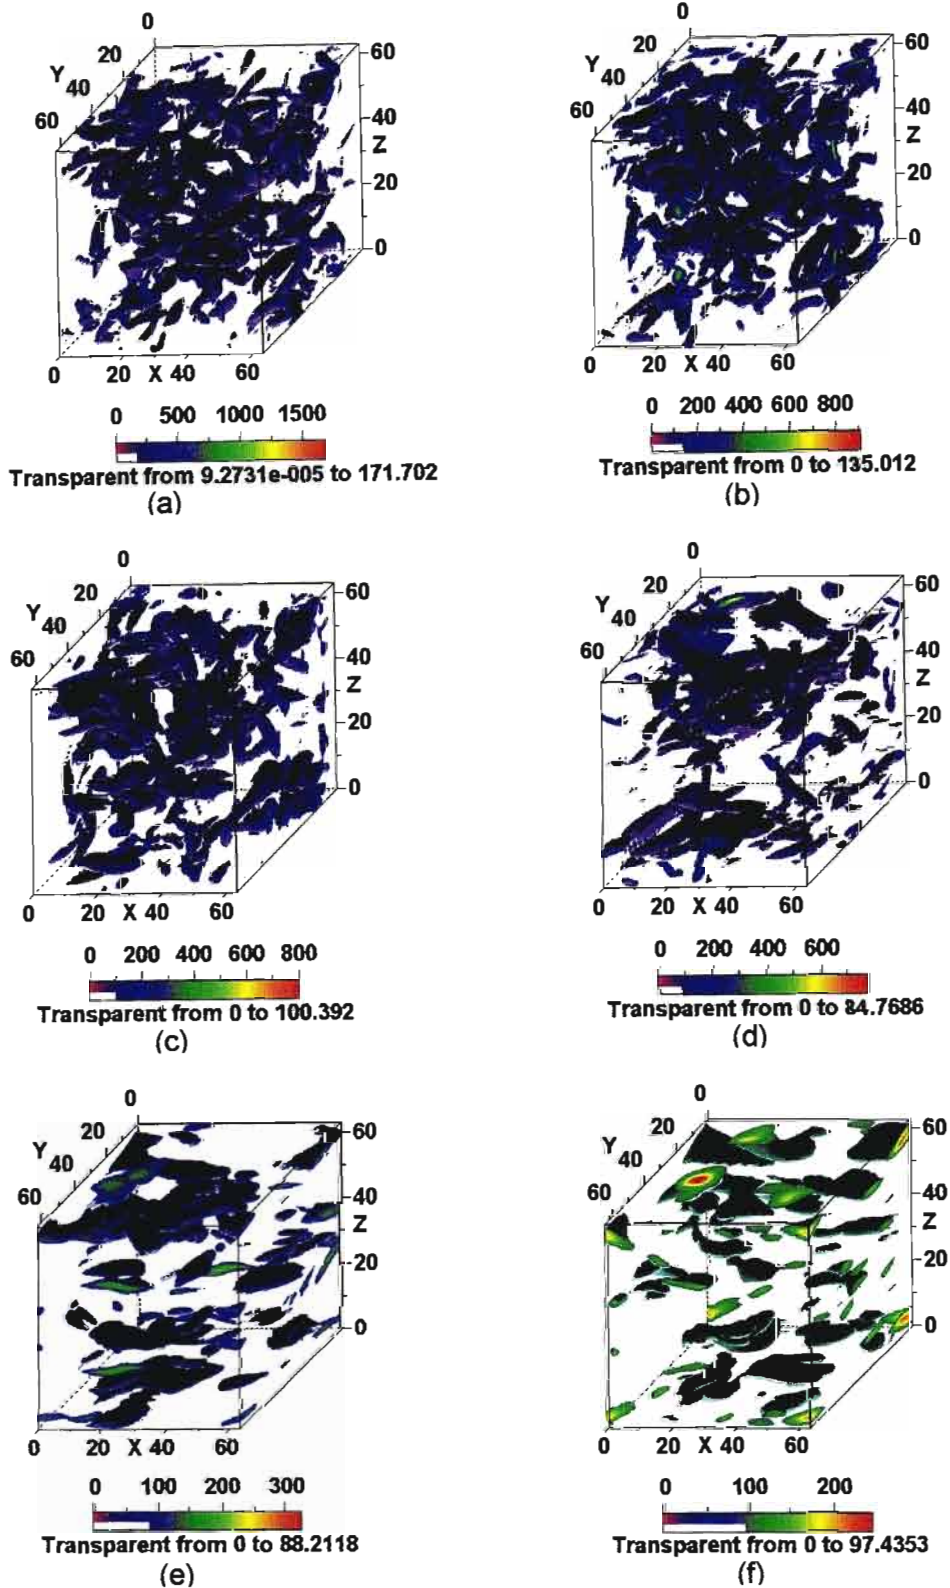 0
20
Y
40
60
60
40
Z
20
0
0 20 X 40 60
0 500 1000 1500
Transparent from 9.2731e-005 to 171.702
(a)
0
20
Y
40
60
60
40
Z
20
0
0 20 X 40 60
0 200 400 600 800
Transparent from 0 to 135.012
(b)
0
20
Y
40
60
60
40
Z
20
0
0 20 X 40 60
0 200 400 600 800
Transparent from 0 to 100.392
(c)
0
20
Y
40
60
60
40
Z
20
0
0 20 X 40 60
0 200 400 600
Transparent from 0 to 84.7686
(d)
0
20
Y
40
60
60
40
Z
20
0
0 20 X 40 60
0 100 200 300
Transparent from 0 to 88.2118
(e)
0
20
Y
40
60
60
40
Z
20
0
0 20 X 40 60
0 100 200
Transparent from 0 to 97.4353
(f)